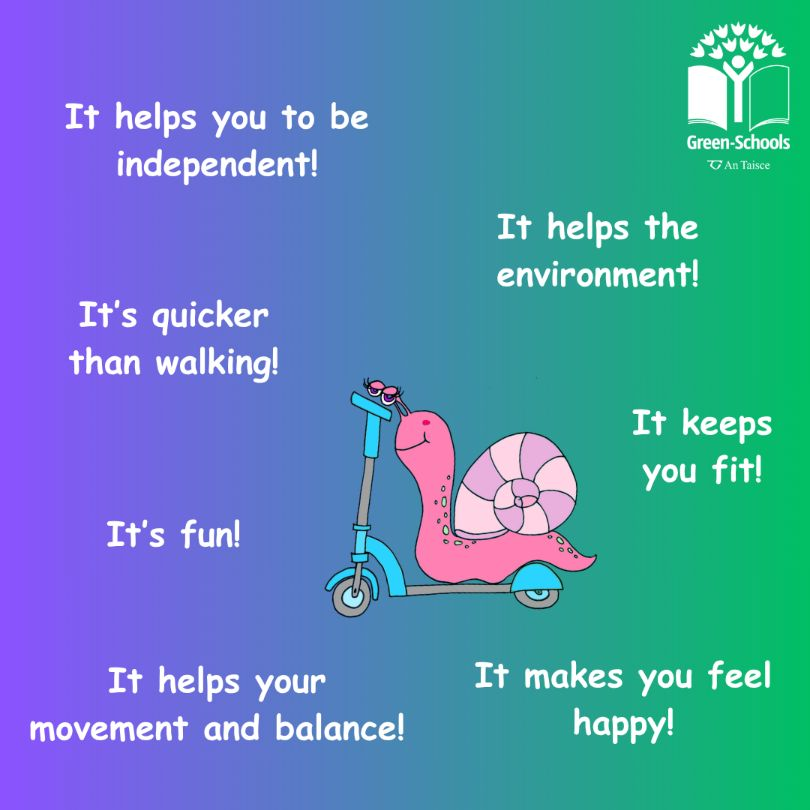 Green-Schools
An Taisce
It helps you to be
independent!
It helps the
environment!
It's quicker
than walking!
It keeps
you fit!
It's fun!
It helps your
movement and balance!
It makes you feel
happy!